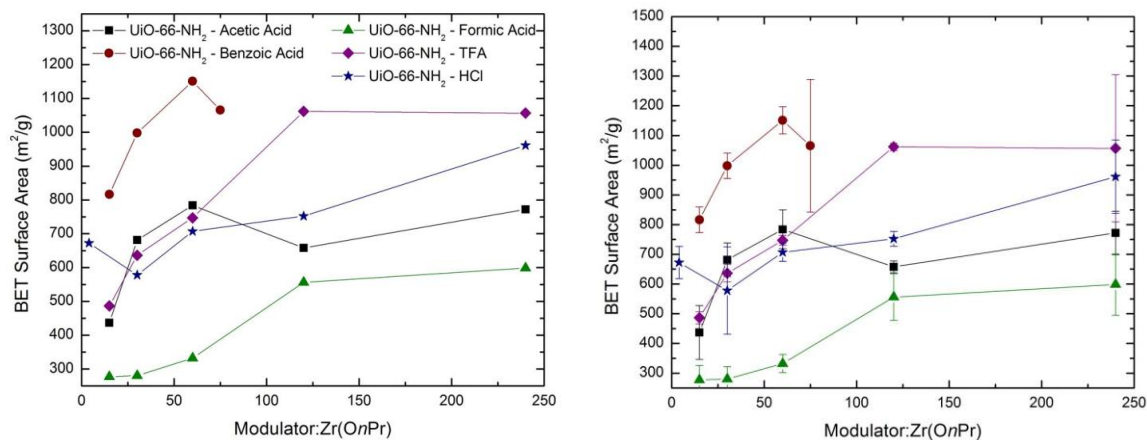 1300
1200
1100
1000
900
800
700
600
500
400
300
BET Surface Area (m²/g)
UiO-66-NH₂ - Acetic Acid
UiO-66-NH₂ - Benzoic Acid
UiO-66-NH₂ - Formic Acid
UiO-66-NH₂ - TFA
UiO-66-NH₂ - HCl
0 50 100 150 200 250
Modulator:Zr(OnPr)
1500
1400
1300
1200
1100
1000
900
800
700
600
500
400
300
BET Surface Area (m²/g)
0 50 100 150 200 250
Modulator:Zr(OnPr)